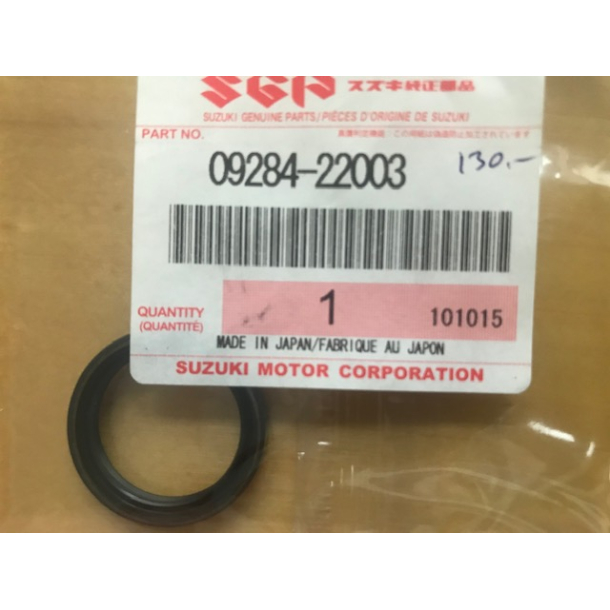 SGP スズキ純正部品
SUZUKI GENUINE PARTS/PIÈCES D'ORIGINE DE SUZUKI
PART NO.
09284-22003 130.-
QUANTITY 1 101015
(QUANTITÉ)
MADE IN JAPAN/FABRIQUE AU JAPON
SUZUKI MOTOR CORPORATION